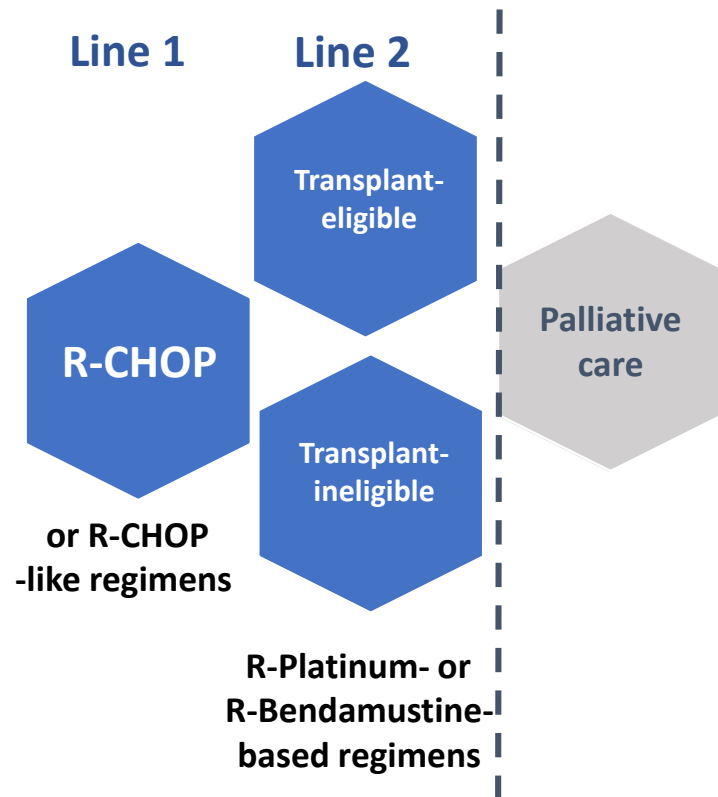 Line 1
Line 2
Transplant-
eligible
R-CHOP
Palliative
care
Transplant-
ineligible
or R-CHOP
-like regimens
R-Platinum- or
R-Bendamustine-
based regimens